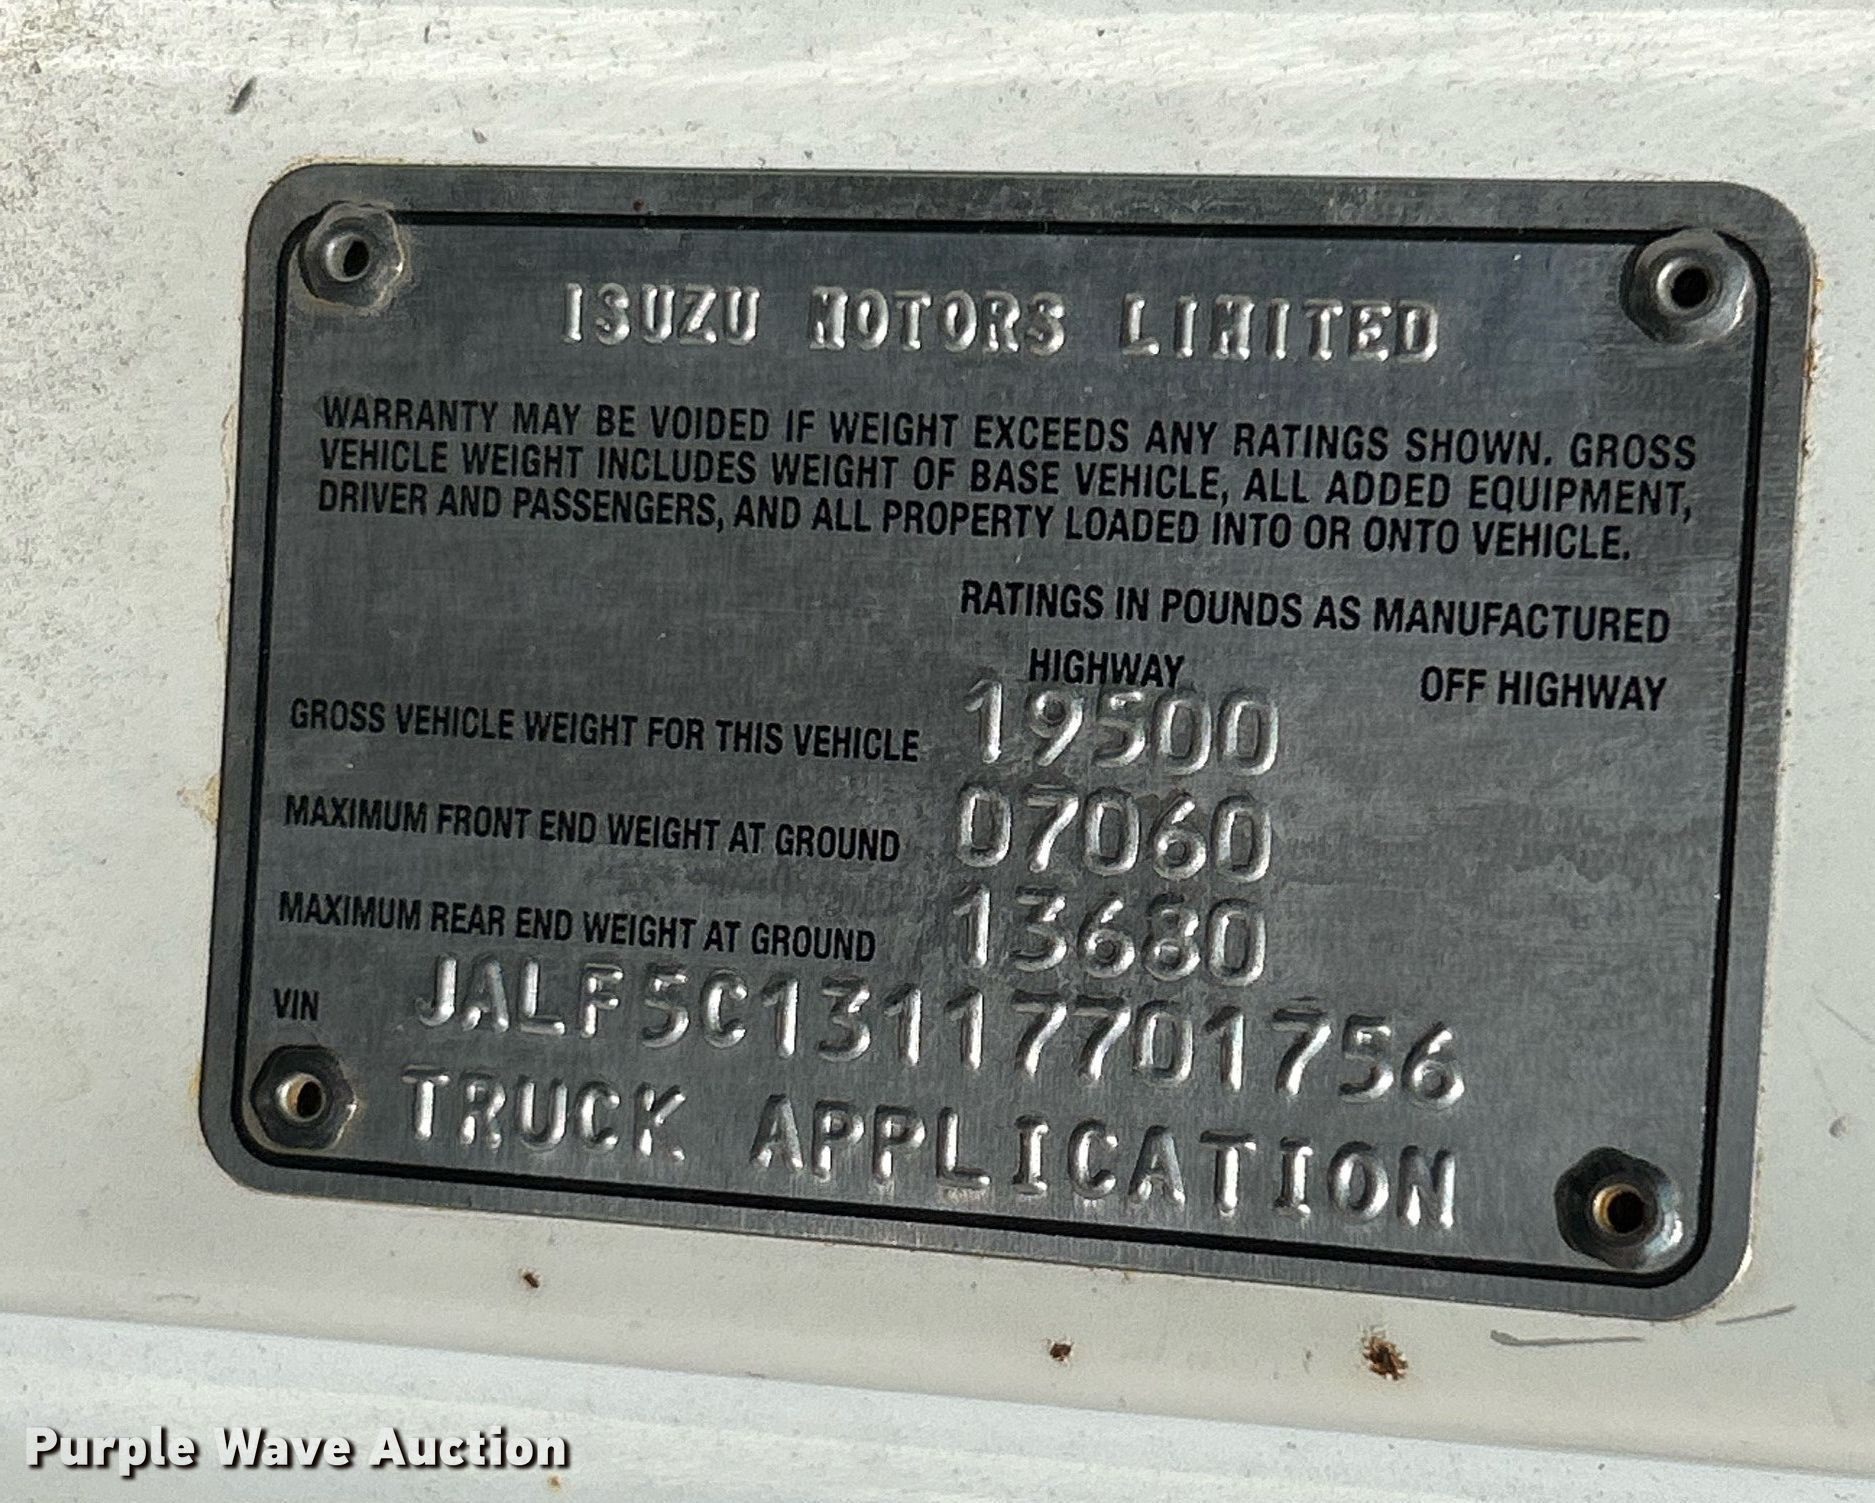 ISUZU MOTORS LIMITED
WARRANTY MAY BE VOIDED IF WEIGHT EXCEEDS ANY RATINGS SHOWN. GROSS
VEHICLE WEIGHT INCLUDES WEIGHT OF BASE VEHICLE, ALL ADDED EQUIPMENT,
DRIVER AND PASSENGERS, AND ALL PROPERTY LOADED INTO OR ONTO VEHICLE.
RATINGS IN POUNDS AS MANUFACTURED
HIGHWAY OFF HIGHWAY
GROSS VEHICLE WEIGHT FOR THIS VEHICLE 19500
MAXIMUM FRONT END WEIGHT AT GROUND 07060
MAXIMUM REAR END WEIGHT AT GROUND 13680
VIN JALF5C13117701756
TRUCK APPLICATION
Purple Wave Auction